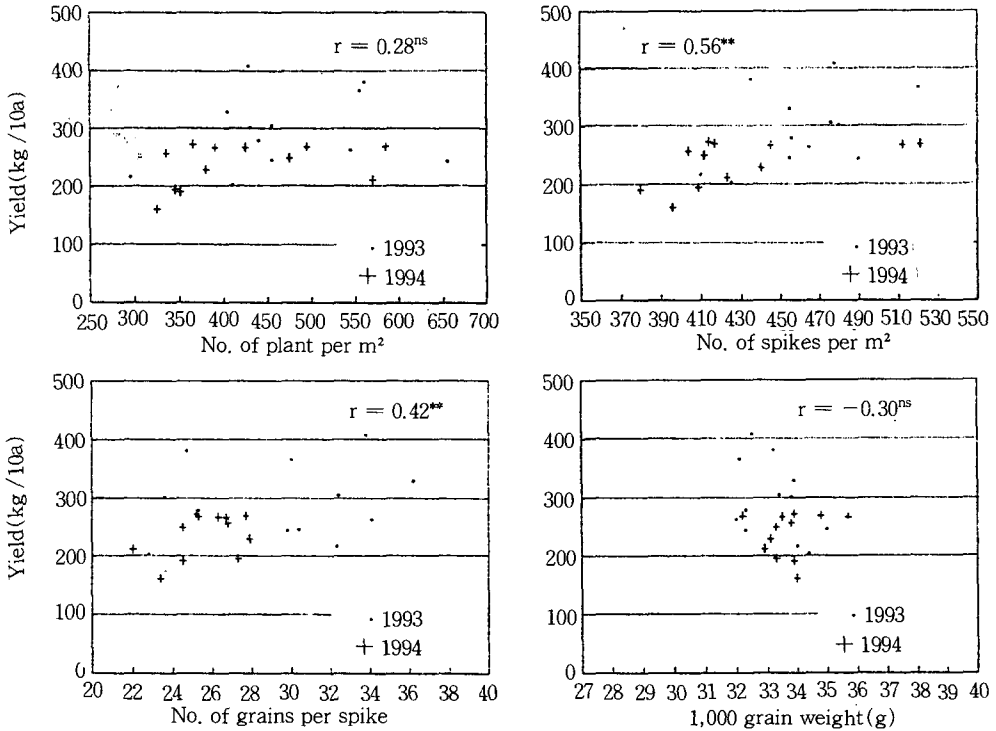 500
400
300
200
100
0
Yield(kg /10a)
r = 0.28ns
· 1993
+ 1994
250 300 350 400 450 500 550 600 650 700
No. of plant per m²
500
400
300
200
100
0
r = 0.56**
· 1993
+ 1994
350 370 390 410 430 450 470 490 510 530 550
No. of spikes per m²
500
400
300
200
100
0
Yield(kg /10a)
r = 0.42**
· 1993
+ 1994
20 22 24 26 28 30 32 34 36 38 40
No. of grains per spike
500
400
300
200
100
0
r = −0.30ns
· 1993
+ 1994
27 28 29 30 31 32 33 34 35 36 37 38 39 40
1,000 grain weight(g)